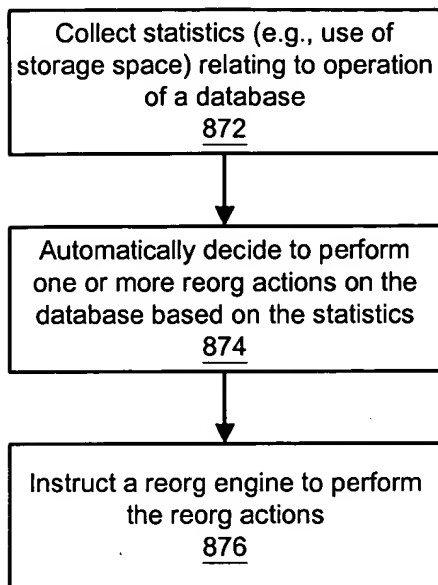 Collect statistics (e.g., use of
storage space) relating to operation
of a database
872
Automatically decide to perform
one or more reorg actions on the
database based on the statistics
874
Instruct a reorg engine to perform
the reorg actions
876